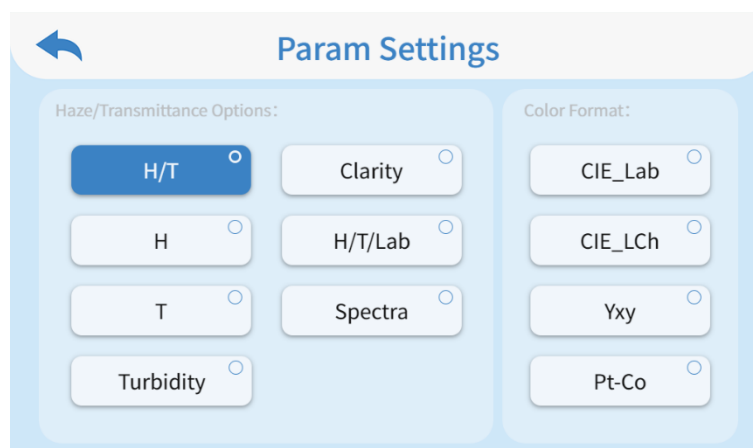 Param Settings
Haze/Transmittance Options:
H/T
Clarity
H
H/T/Lab
T
Spectra
Turbidity
Color Format:
CIE_Lab
CIE_LCh
Yxy
Pt-Co